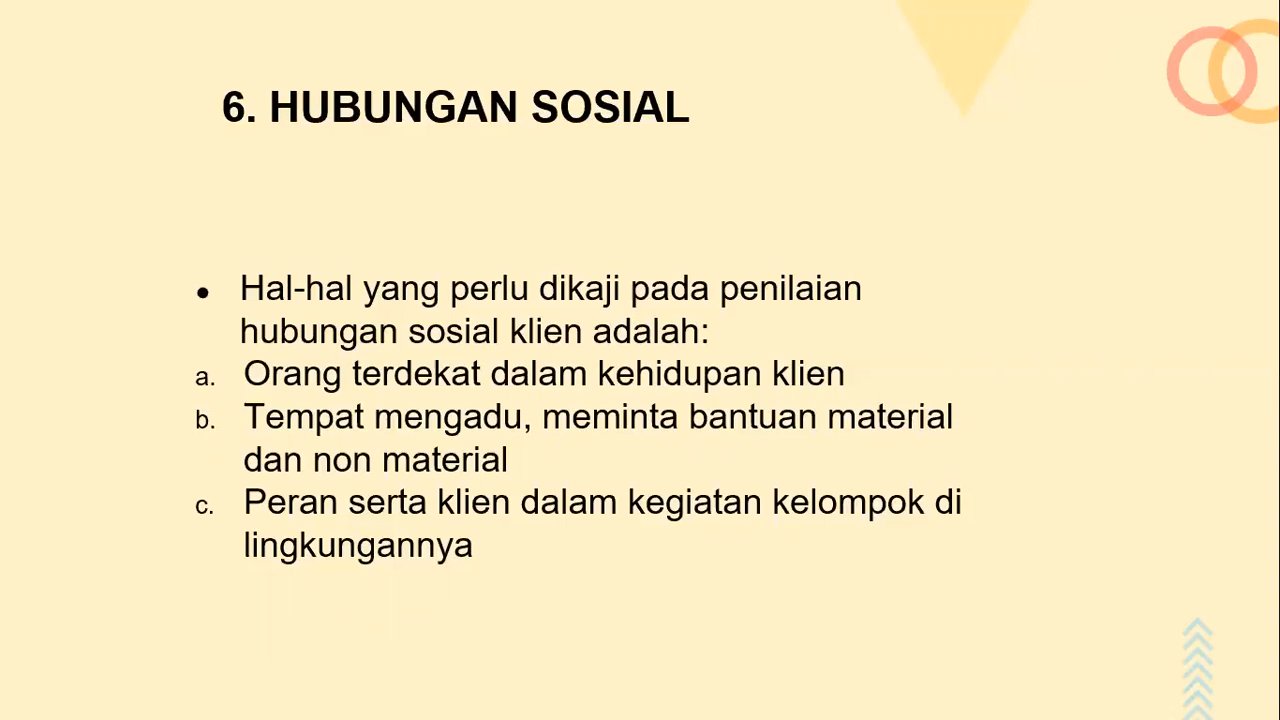 6. HUBUNGAN SOSIAL
● Hal-hal yang perlu dikaji pada penilaian
hubungan sosial klien adalah:
a. Orang terdekat dalam kehidupan klien
b. Tempat mengadu, meminta bantuan material
dan non material
c. Peran serta klien dalam kegiatan kelompok di
lingkungannya